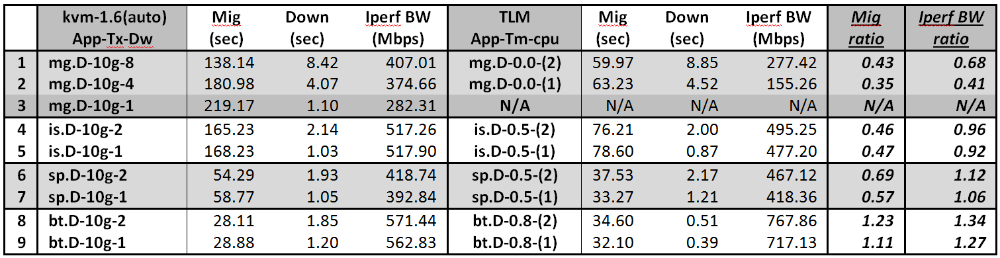 kvm-1.6(auto) App-Tx-Dw Mig (sec) Down (sec) Iperf BW (Mbps) TLM App-Tm-cpu Mig (sec) Down (sec) Iperf BW (Mbps) Mig ratio Iperf BW ratio
1 mg.D-10g-8 138.14 8.42 407.01 mg.D-0.0-(2) 59.97 8.85 277.42 0.43 0.68
2 mg.D-10g-4 180.98 4.07 374.66 mg.D-0.0-(1) 63.23 4.52 155.26 0.35 0.41
3 mg.D-10g-1 219.17 1.10 282.31 N/A N/A N/A N/A N/A N/A
4 is.D-10g-2 165.23 2.14 517.26 is.D-0.5-(2) 76.21 2.00 495.25 0.46 0.96
5 is.D-10g-1 168.23 1.03 517.90 is.D-0.5-(1) 78.60 0.87 477.20 0.47 0.92
6 sp.D-10g-2 54.29 1.93 418.74 sp.D-0.5-(2) 37.53 2.17 467.12 0.69 1.12
7 sp.D-10g-1 58.77 1.05 392.84 sp.D-0.5-(1) 33.27 1.21 418.36 0.57 1.06
8 bt.D-10g-2 28.11 1.85 571.44 bt.D-0.8-(2) 34.60 0.51 767.86 1.23 1.34
9 bt.D-10g-1 28.88 1.20 562.83 bt.D-0.8-(1) 32.10 0.39 717.13 1.11 1.27